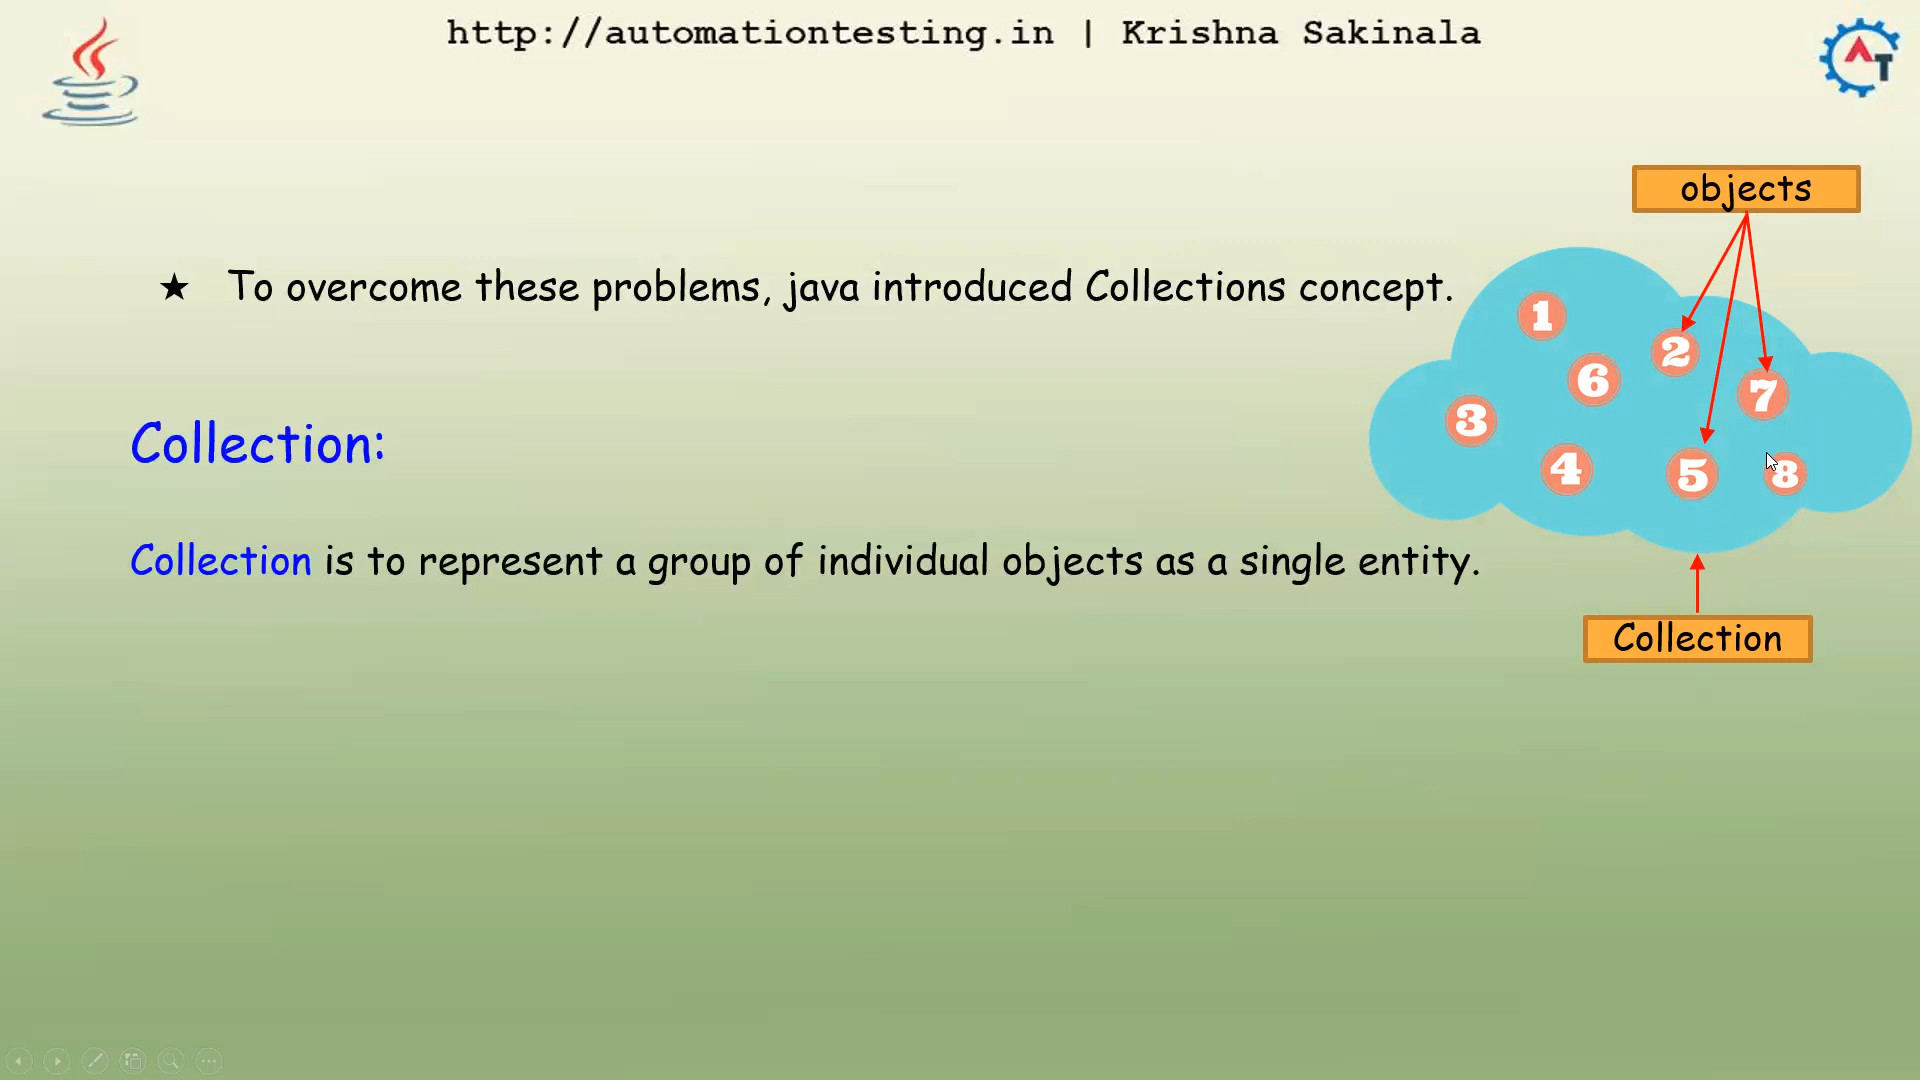 http://automationtesting.in | Krishna Sakinala
AT
objects
★ To overcome these problems, java introduced Collections concept.
1
2
6
7
3
4
5
8
Collection:
Collection is to represent a group of individual objects as a single entity.
Collection